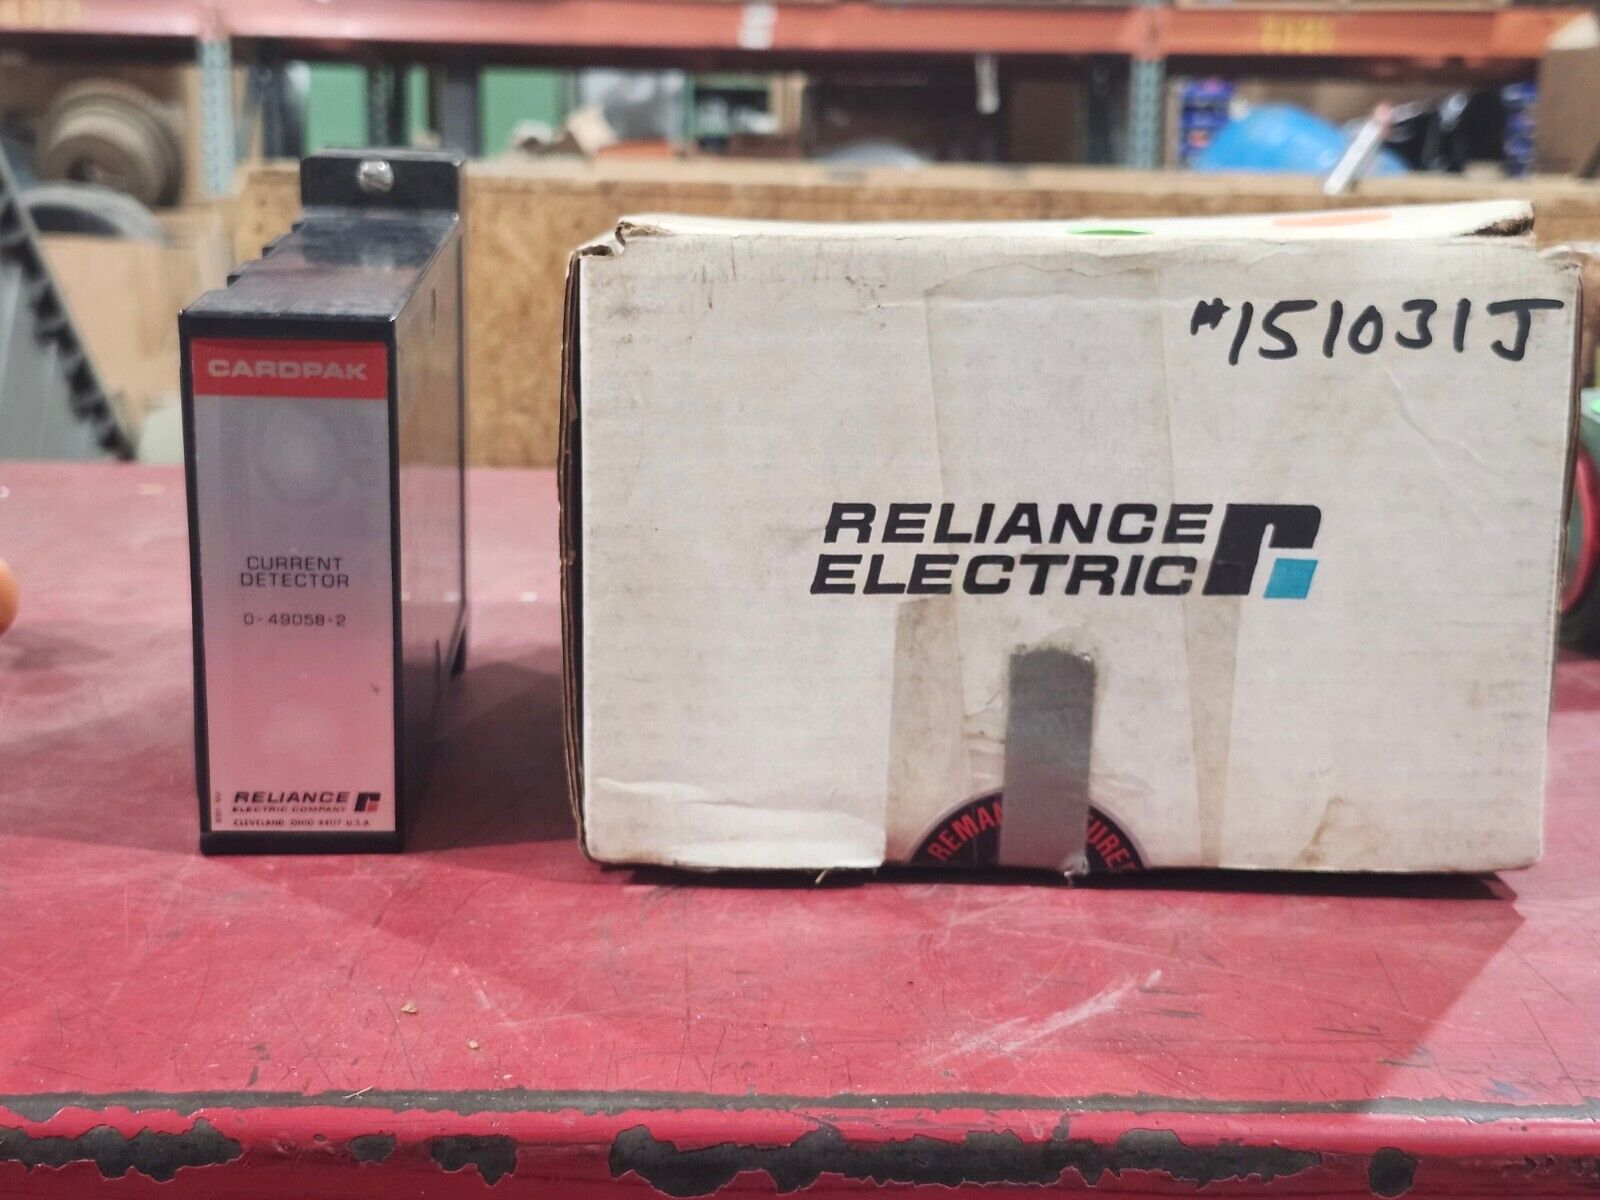 CARDPAK
CURRENT
DETECTOR
0-49058-2
RELIANCE
ELECTRIC COMPANY
CLEVELAND, OHIO 44117 U.S.A
#151031J
RELIANCE
ELECTRIC